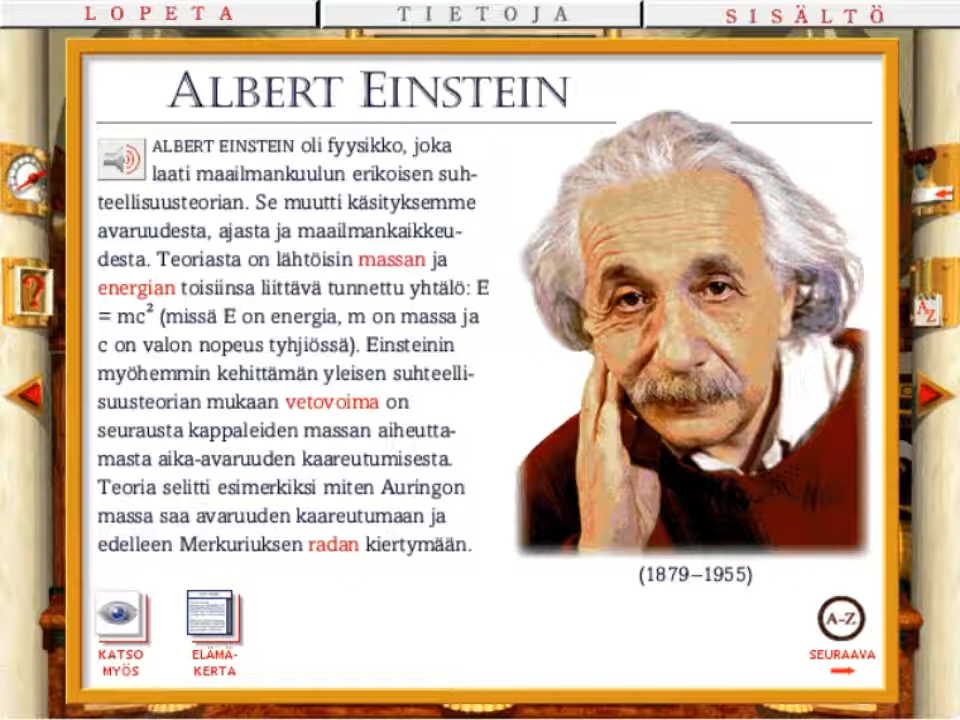 LOPETA
TIETOJA
SISÄLTÖ
ALBERT EINSTEIN
ALBERT EINSTEIN oli fyysikko, joka
laati maailmankuulun erikoisen suh-
teellisuusteorian. Se muutti käsityksemme
avaruudesta, ajasta ja maailmankaikkeu-
desta. Teoriasta on lähtöisin massan ja
energian toisiinsa liittävä tunnettu yhtälö: E
= mc² (missä E on energia, m on massa ja
c on valon nopeus tyhjiössä). Einsteinin
myöhemmin kehittämän yleisen suhteelli-
suusteorian mukaan vetovoima on
seurausta kappaleiden massan aiheutta-
masta aika-avaruuden kaareutumisesta.
Teoria selitti esimerkiksi miten Auringon
massa saa avaruuden kaareutumaan ja
edelleen Merkuriuksen radan kiertymään.
(1879–1955)
KATSO
MYÖS
ELÄMÄ-
KERTA
A-Z
SEURAAVA
?
A-Z